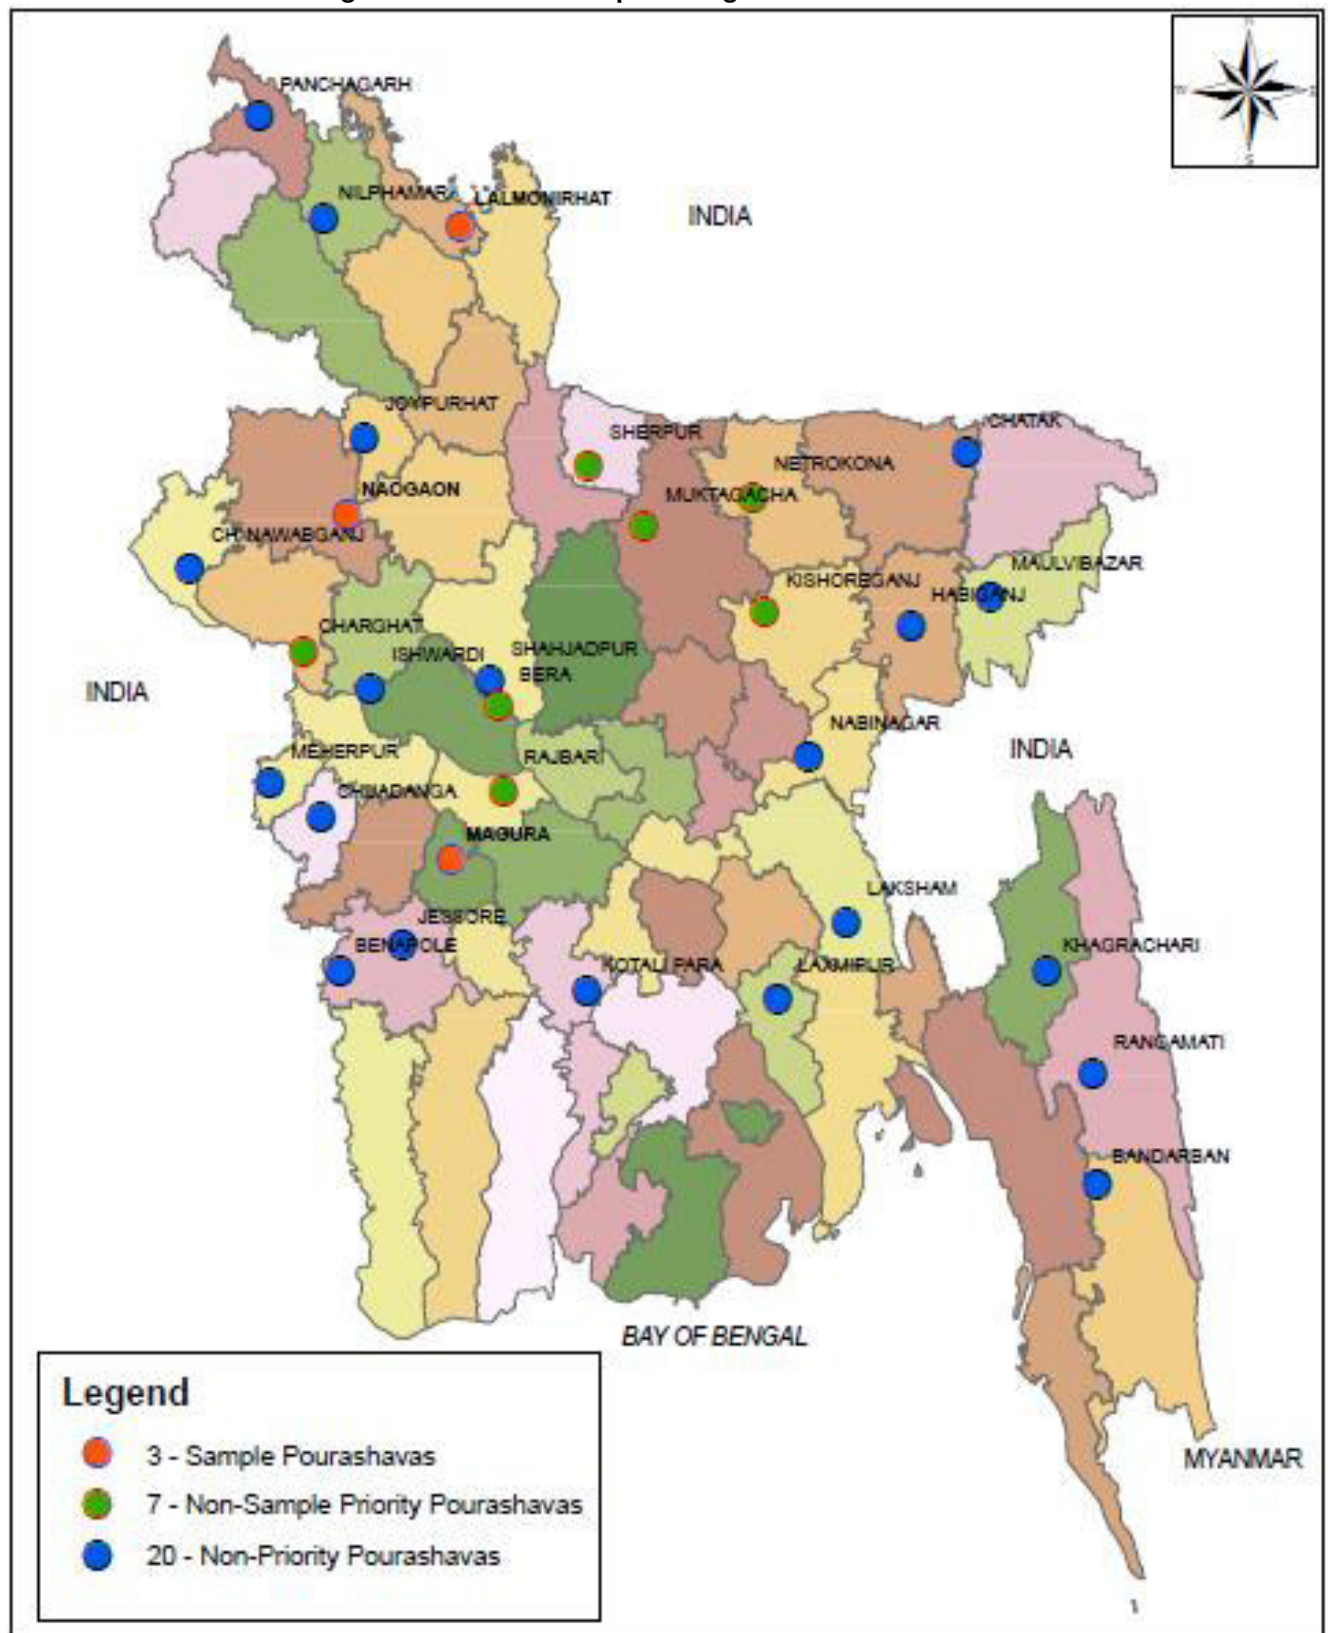 N
W
S
PANCHAGARH
NILPHAMARI
LALMONIRHAT
INDIA
JOYPURHAT
SHERPUR
CHATAK
NETROKONA
NAOGAON
MUKTAGACHA
CH.NAWABGANJ
MAULVIBAZAR
KISHOREGANJ
HABIGANJ
CHARGHAT
ISHWARDI
SHAHJADPUR
BERA
INDIA
NABINAGAR
MEHERPUR
RAJBARI
INDIA
CHUADANGA
MAGURA
LAKSHAM
JESSORE
BENAPOLE
KHAGRACHARI
KOTALI PARA
LAXMIPUR
RANGAMATI
BANDARBAN
BAY OF BENGAL
Legend
3 - Sample Pourashavas
MYANMAR
7 - Non-Sample Priority Pourashavas
20 - Non-Priority Pourashavas